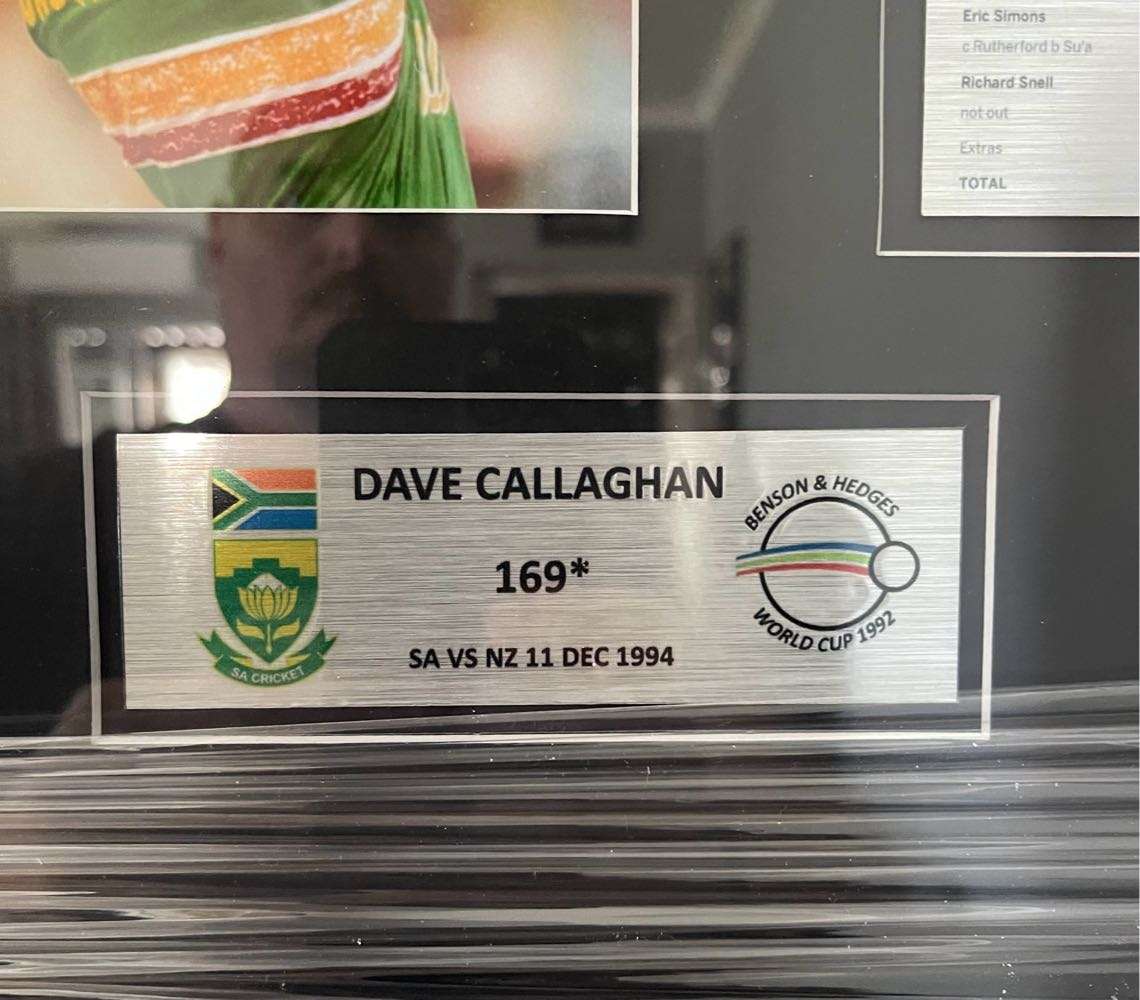 Eric Simons
c Rutherford b Su'a
Richard Snell
not out
Extras
TOTAL
DAVE CALLAGHAN
169*
SA VS NZ 11 DEC 1994
SA CRICKET
BENSON & HEDGES
WORLD CUP 1992